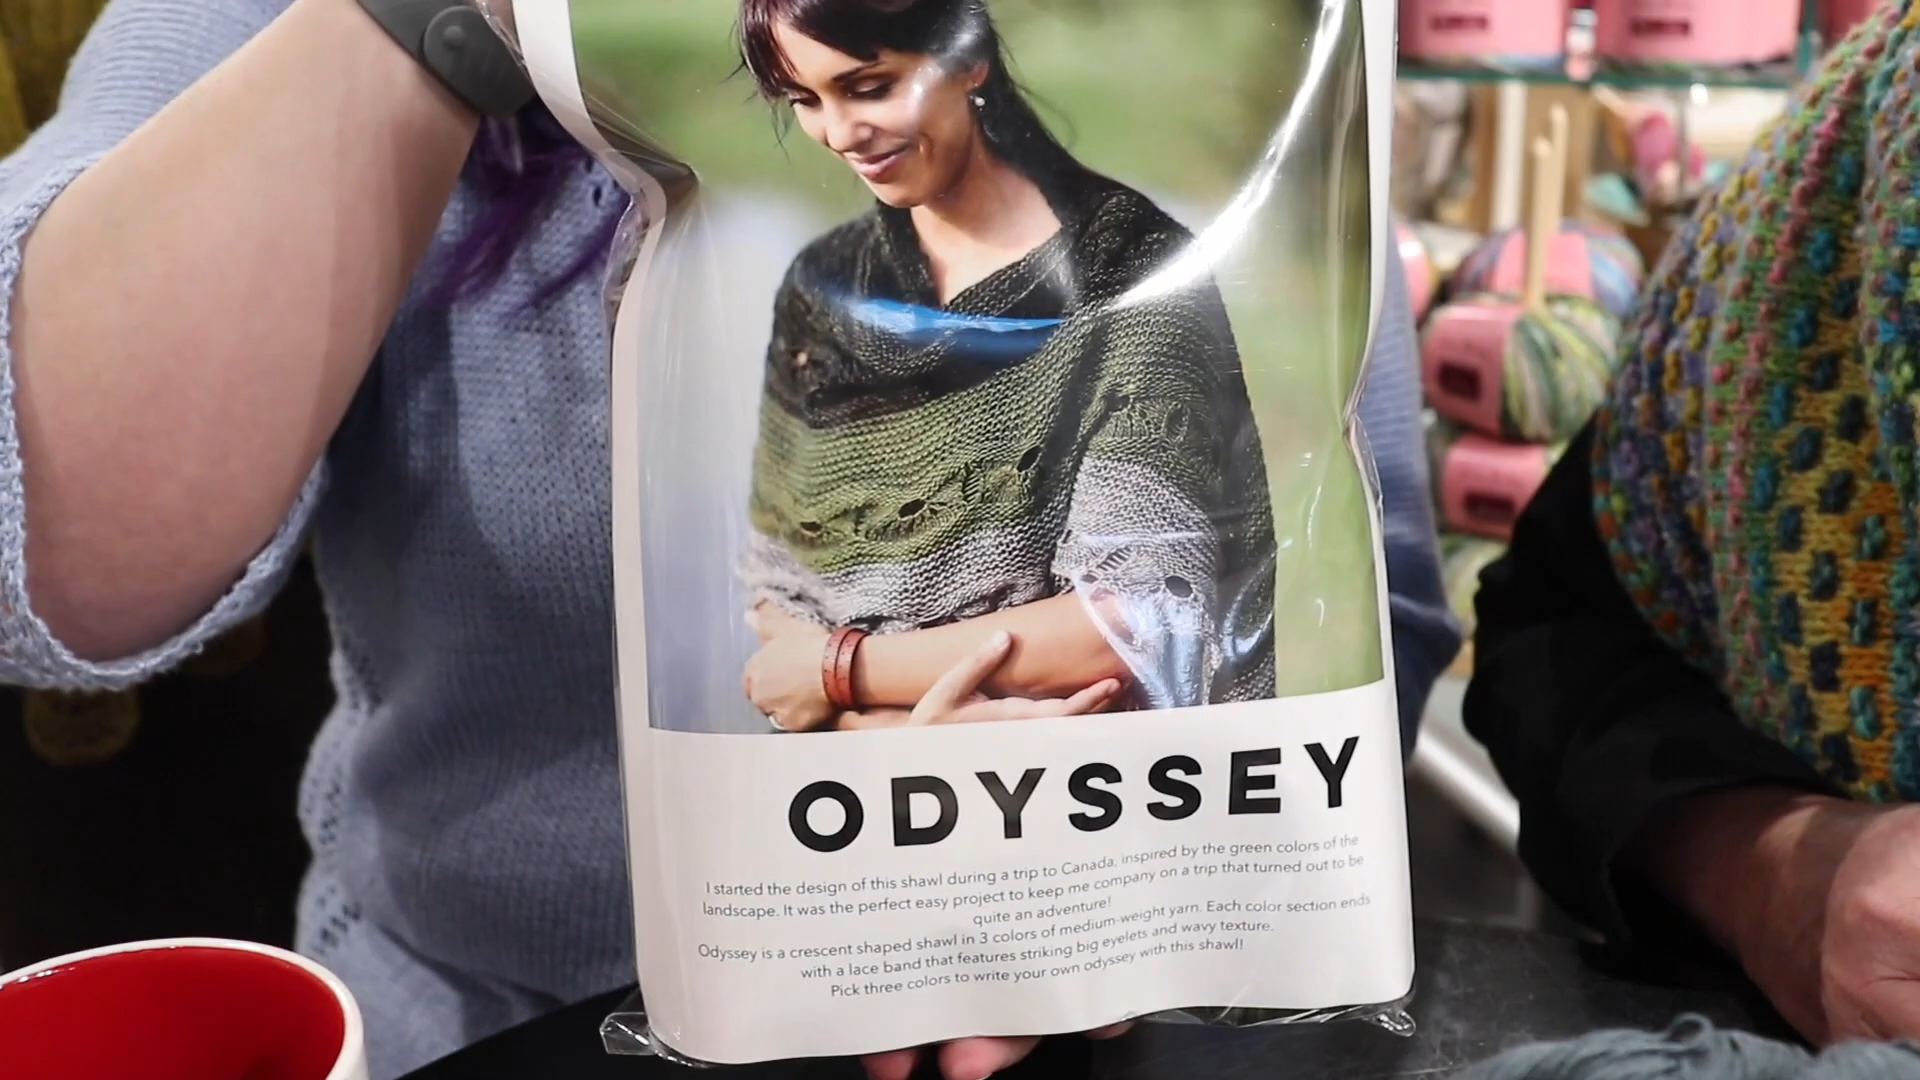 ODYSSEY
I started the design of this shawl during a trip to Canada, inspired by the green colors of the
landscape. It was the perfect easy project to keep me company on a trip that turned out to be
quite an adventure!
Odyssey is a crescent shaped shawl in 3 colors of medium-weight yarn. Each color section ends
with a lace band that features striking big eyelets and wavy texture.
Pick three colors to write your own odyssey with this shawl!